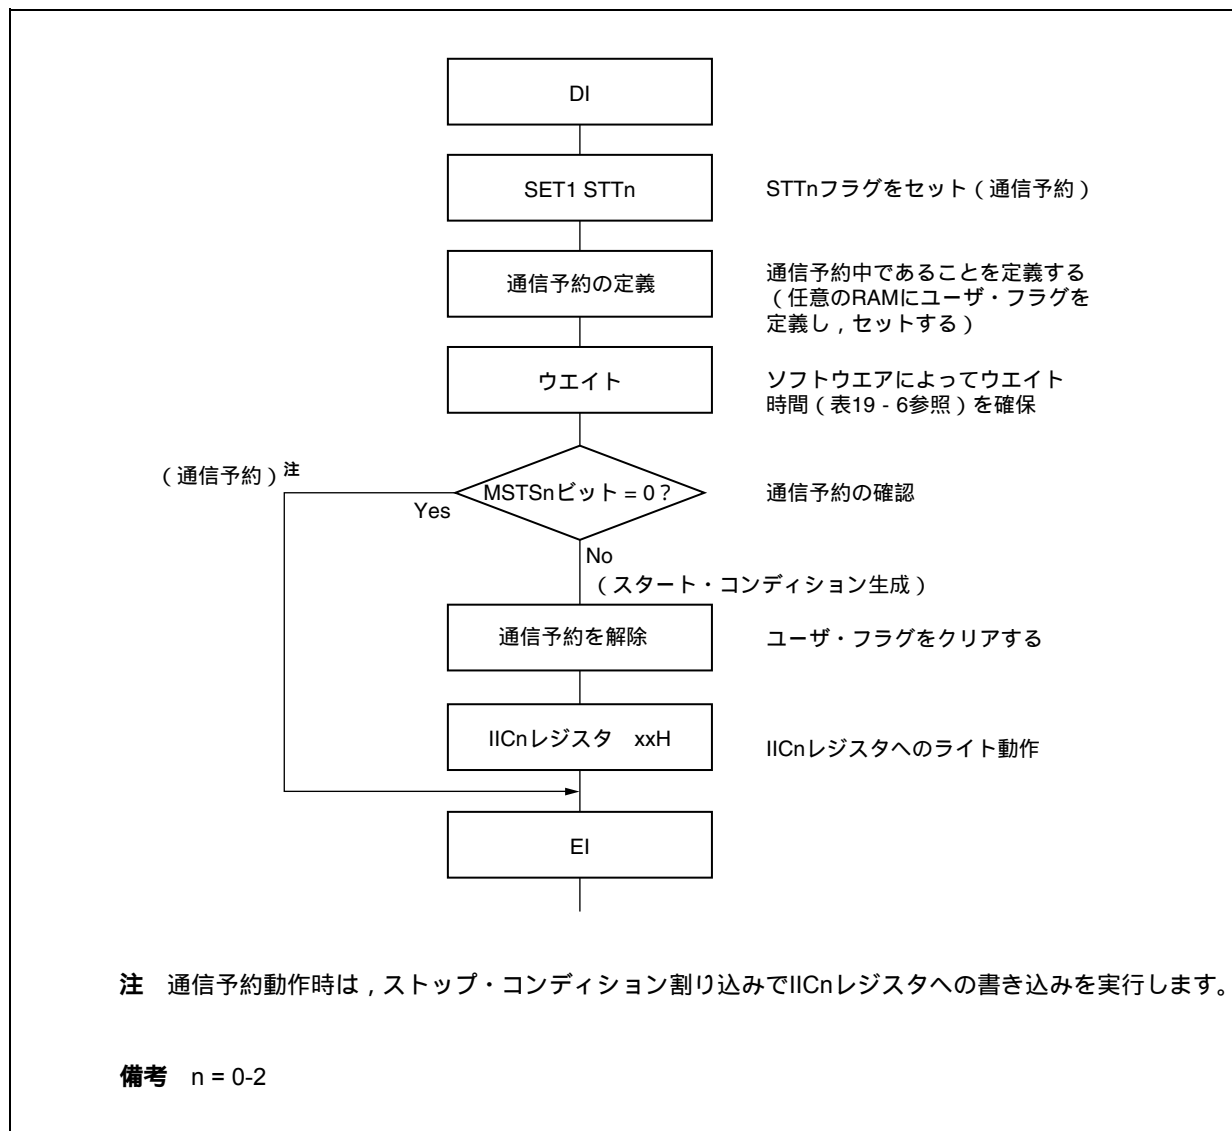 DI
SET1 STTn
STTnフラグをセット（通信予約）
通信予約の定義
通信予約中であることを定義する
（任意のRAMにユーザ・フラグを
定義し，セットする）
ウエイト
ソフトウエアによってウエイト
時間（表19 - 6参照）を確保
（通信予約）注
MSTSnビット = 0？
通信予約の確認
Yes
No
（スタート・コンディション生成）
通信予約を解除
ユーザ・フラグをクリアする
IICnレジスタ　xxH
IICnレジスタへのライト動作
EI
注　通信予約動作時は，ストップ・コンディション割り込みでIICnレジスタへの書き込みを実行します。
備考　n = 0-2